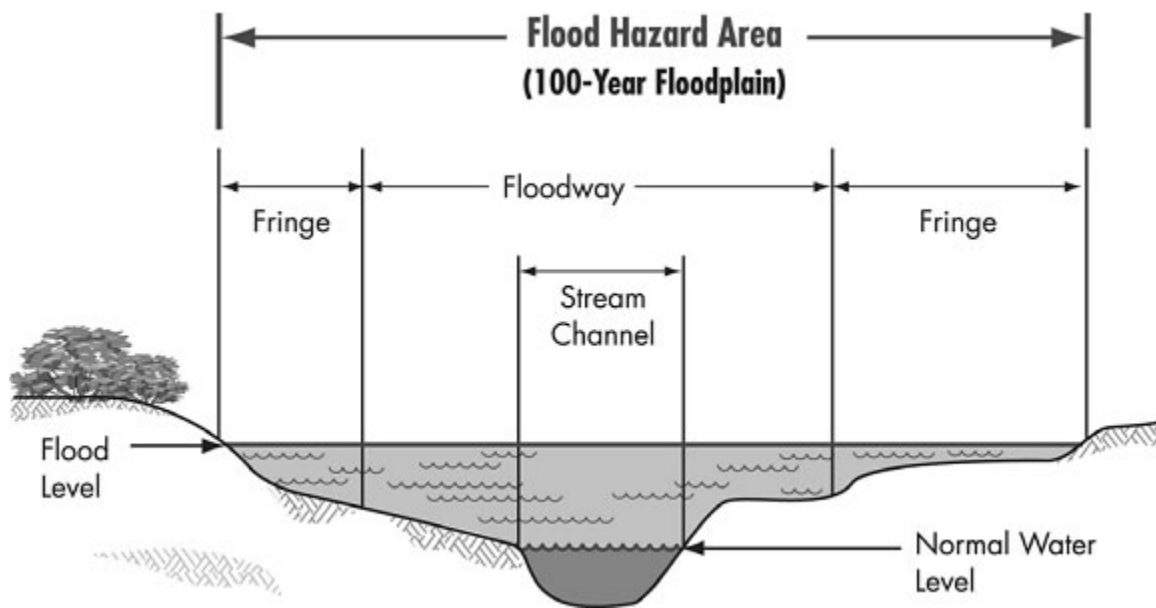 Flood Hazard Area
(100-Year Floodplain)
Floodway
Fringe
Fringe
Stream
Channel
Flood
Level
Normal Water
Level